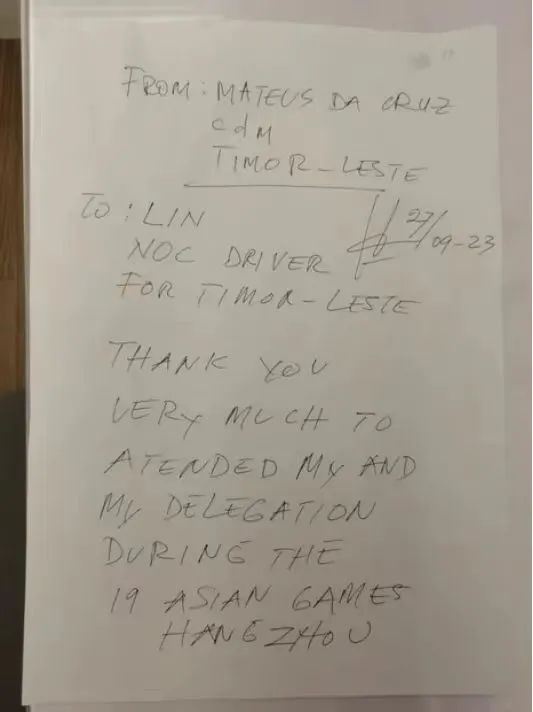 FROM: MATEUS DA CRUZ
cdM
TIMOR-LESTE
TO: LIN
NOC DRIVER
FOR TIMOR-LESTE
27/09-23
THANK YOU
VERY MUCH TO
ATENDED MY AND
MY DELEGATION
DURING THE
19 ASIAN GAMES
HANGZHOU